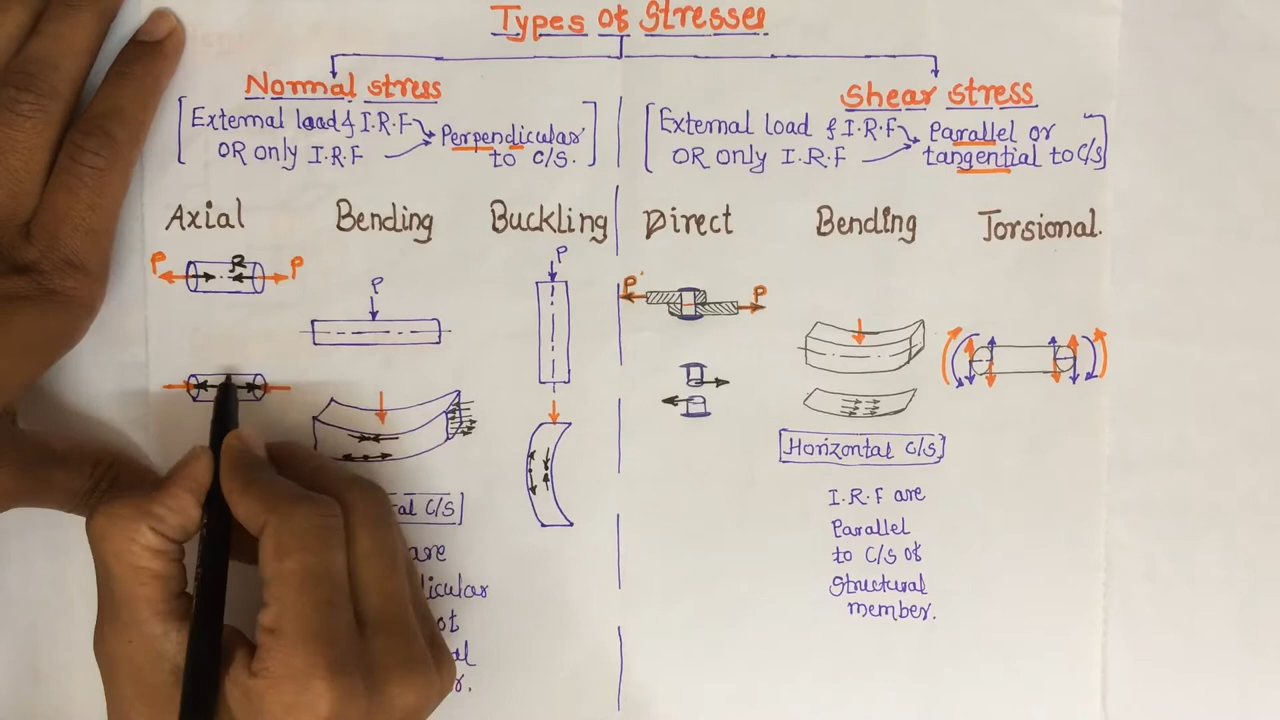 Types of Stresses
Normal stress
External load & I.R.F
OR only I.R.F
Perpendicular
to C/S.
Shear stress
External load & I.R.F
OR only I.R.F
Parallel or
tangential to C/S
Axial
Bending
Buckling
Direct
Bending
Torsional.
P
R
P
P
P
P
P
Horizontal C/S
I.R.F are
Parallel
to C/S of
Structural
member.
C/S
are